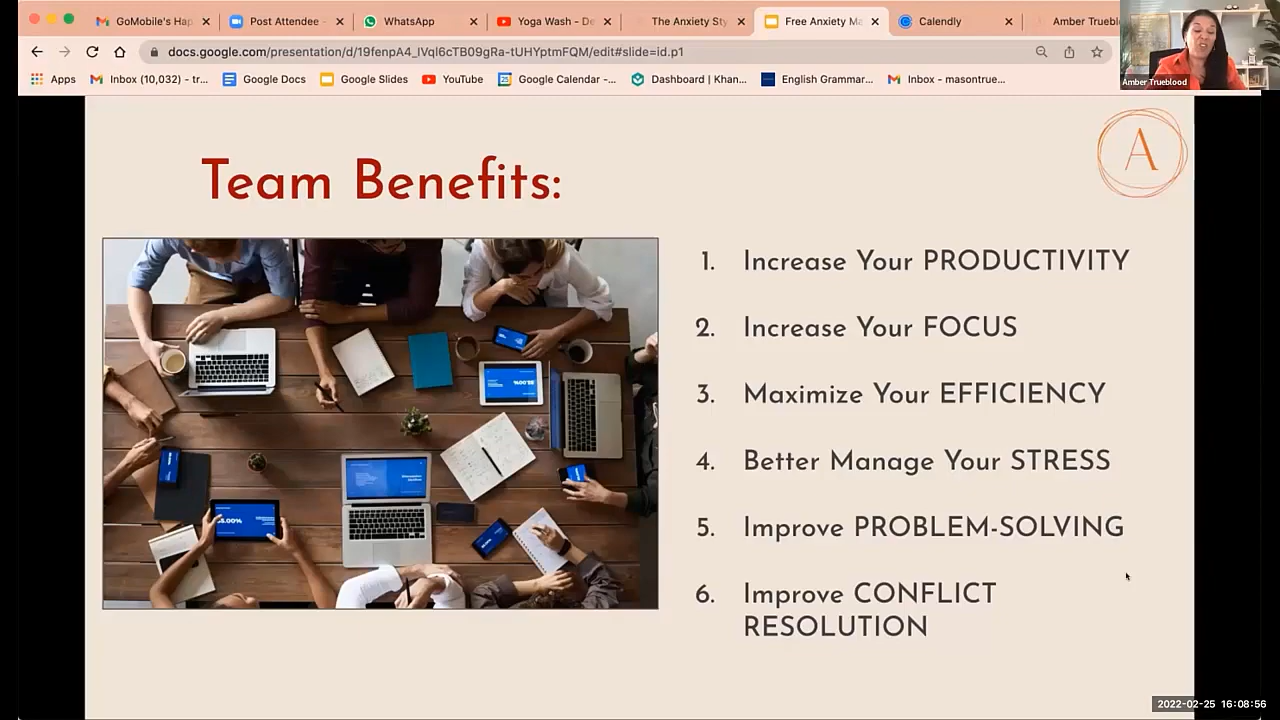 GoMobile's Hap
Post Attendee -
WhatsApp
Yoga Wash - De
The Anxiety Sty
Free Anxiety Ma
Calendly
Amber Trueblo
docs.google.com/presentation/d/19fenpA4_IVql6cTB09gRa-tUHYptmFQM/edit#slide=id.p1
Apps
Inbox (10,032) - tr...
Google Docs
Google Slides
YouTube
Google Calendar -...
Dashboard | Khan...
English Grammar...
Inbox - masontrue...
Amber Trueblood
A
Team Benefits:
1. Increase Your PRODUCTIVITY
2. Increase Your FOCUS
3. Maximize Your EFFICIENCY
4. Better Manage Your STRESS
5. Improve PROBLEM-SOLVING
6. Improve CONFLICT
RESOLUTION
2022-02-25 16:08:56